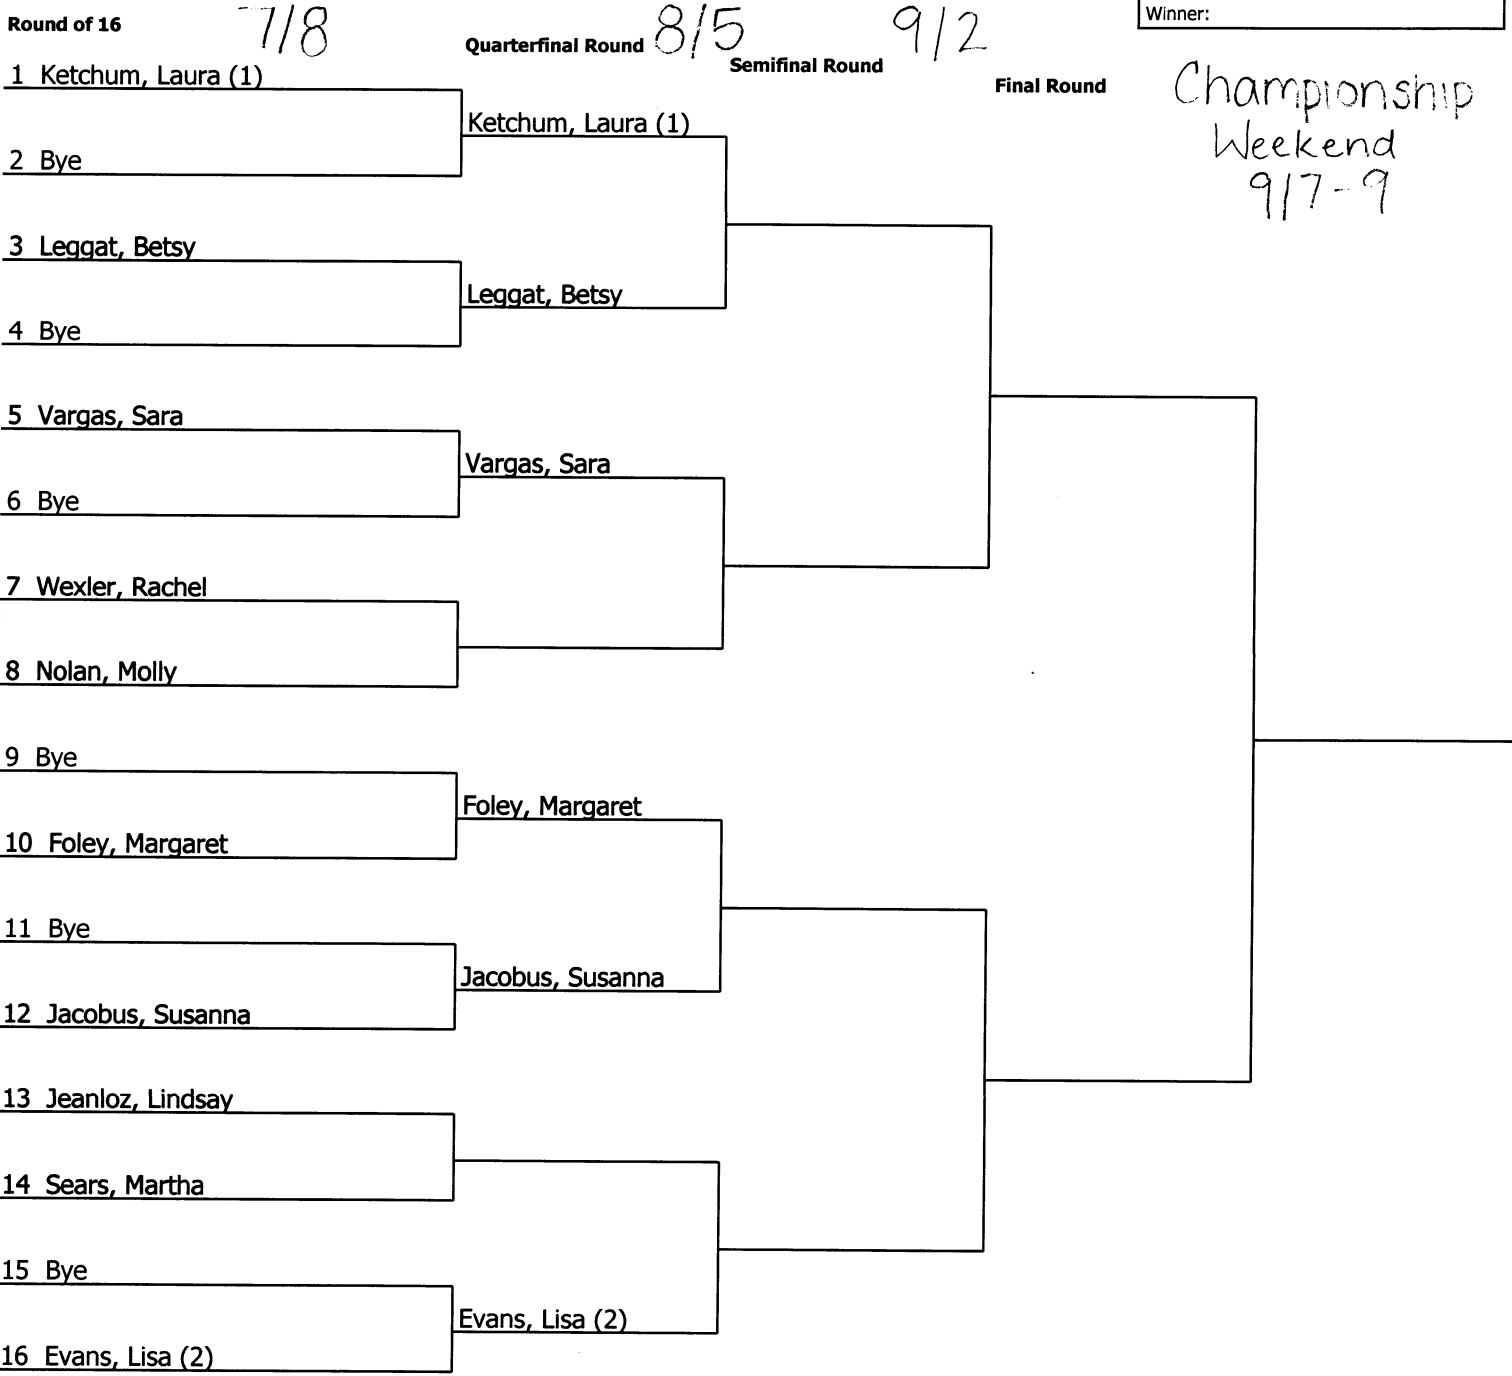 Round of 16
7/8
Quarterfinal Round
8/5
Semifinal Round
9/2
Final Round
Winner:
Championship
Weekend
9/7-9
1 Ketchum, Laura (1)
Ketchum, Laura (1)
2 Bye
3 Leggat, Betsy
Leggat, Betsy
4 Bye
5 Vargas, Sara
Vargas, Sara
6 Bye
7 Wexler, Rachel
8 Nolan, Molly
9 Bye
Foley, Margaret
10 Foley, Margaret
11 Bye
Jacobus, Susanna
12 Jacobus, Susanna
13 Jeanloz, Lindsay
14 Sears, Martha
15 Bye
Evans, Lisa (2)
16 Evans, Lisa (2)